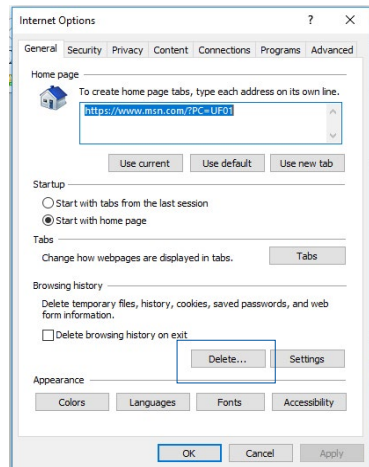 Internet Options ? X
General Security Privacy Content Connections Programs Advanced
Home page
To create home page tabs, type each address on its own line.
https://www.msn.com/?PC=UF01
Use current Use default Use new tab
Startup
Start with tabs from the last session
Start with home page
Tabs
Change how webpages are displayed in tabs. Tabs
Browsing history
Delete temporary files, history, cookies, saved passwords, and web
form information.
Delete browsing history on exit
Delete... Settings
Appearance
Colors Languages Fonts Accessibility
OK Cancel Apply